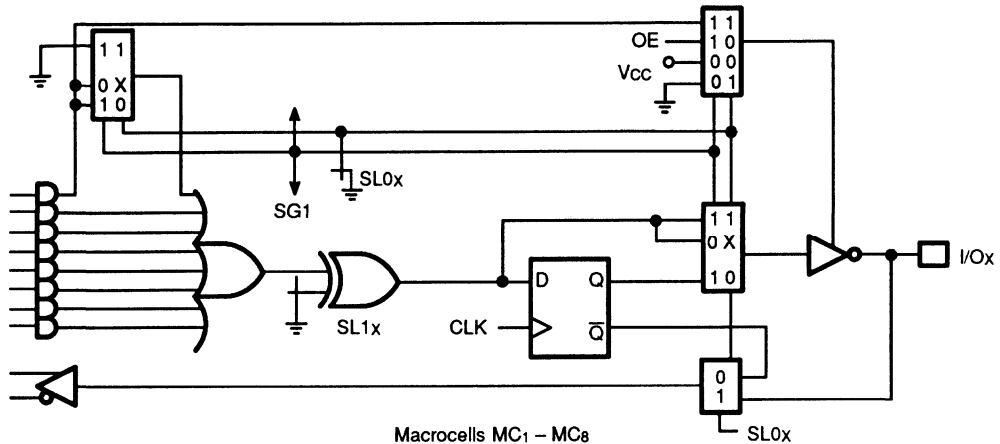 1 1
0 X
1 0
OE
VCC
1 1
1 0
0 0
0 1
SG1
SL0X
1 1
0 X
1 0
SL1X
D Q
CLK
Q̅
I/OX
0
1
SL0X
Macrocells MC1 – MC8